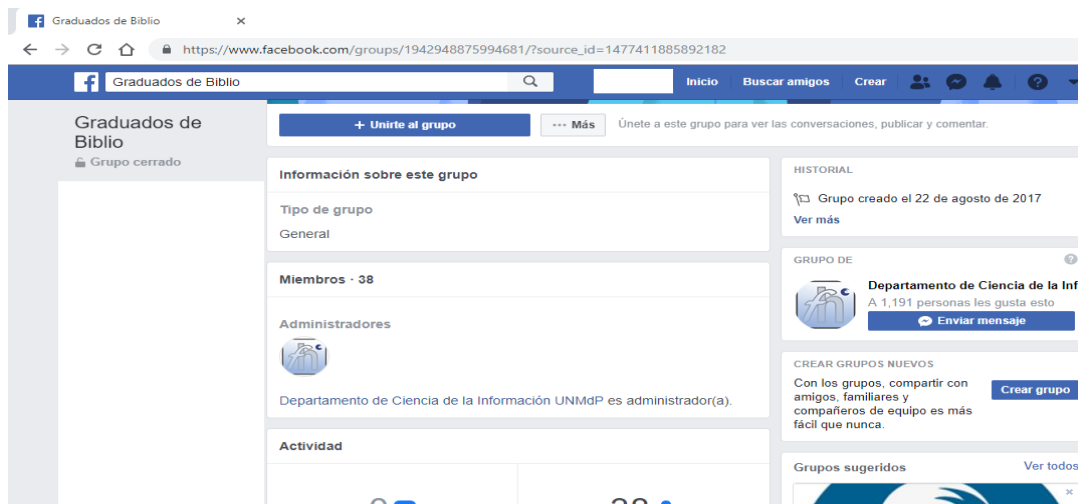 Graduados de Biblio
https://www.facebook.com/groups/1942948875994681/?source_id=1477411885892182
Graduados de Biblio
Inicio
Buscar amigos
Crear
Graduados de
Biblio
Grupo cerrado
+ Unirte al grupo
··· Más
Únete a este grupo para ver las conversaciones, publicar y comentar.
Información sobre este grupo
Tipo de grupo
General
Miembros · 38
Administradores
Departamento de Ciencia de la Información UNMdP es administrador(a).
Actividad
HISTORIAL
Grupo creado el 22 de agosto de 2017
Ver más
GRUPO DE
Departamento de Ciencia de la Inf
A 1,191 personas les gusta esto
Enviar mensaje
CREAR GRUPOS NUEVOS
Con los grupos, compartir con
amigos, familiares y
compañeros de equipo es más
fácil que nunca.
Crear grupo
Grupos sugeridos
Ver todos